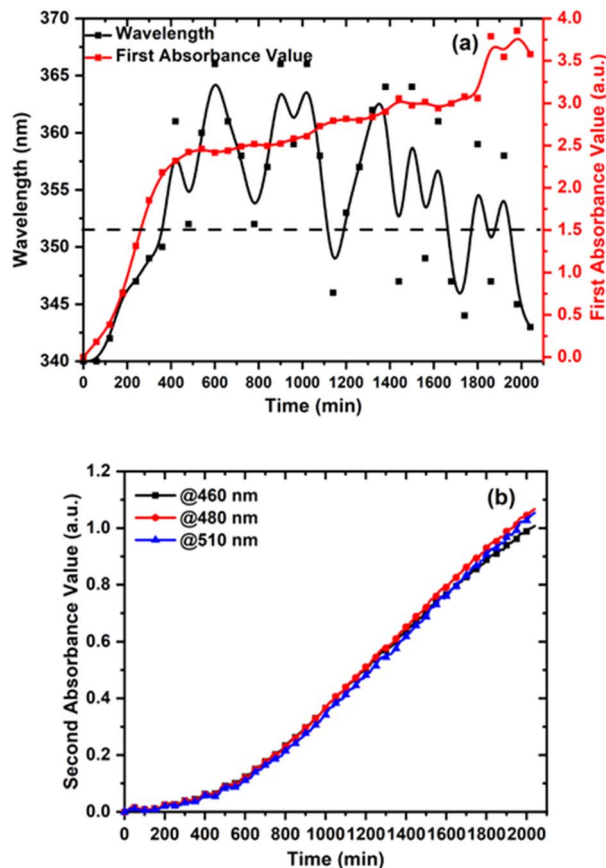 370
4.0
Wavelength
(a)
First Absorbance Value
365
3.5
360
3.0
355
2.5
2.0
350
1.5
345
1.0
0.5
340
0.0
0 200 400 600 800 1000 1200 1400 1600 1800 2000
Time (min)
Wavelength (nm)
First Absorbance Value (a.u.)
1.2
@460 nm
(b)
@480 nm
@510 nm
1.0
0.8
0.6
0.4
0.2
0.0
0 200 400 600 800 1000 1200 1400 1600 1800 2000
Time (min)
Second Absorbance Value (a.u.)